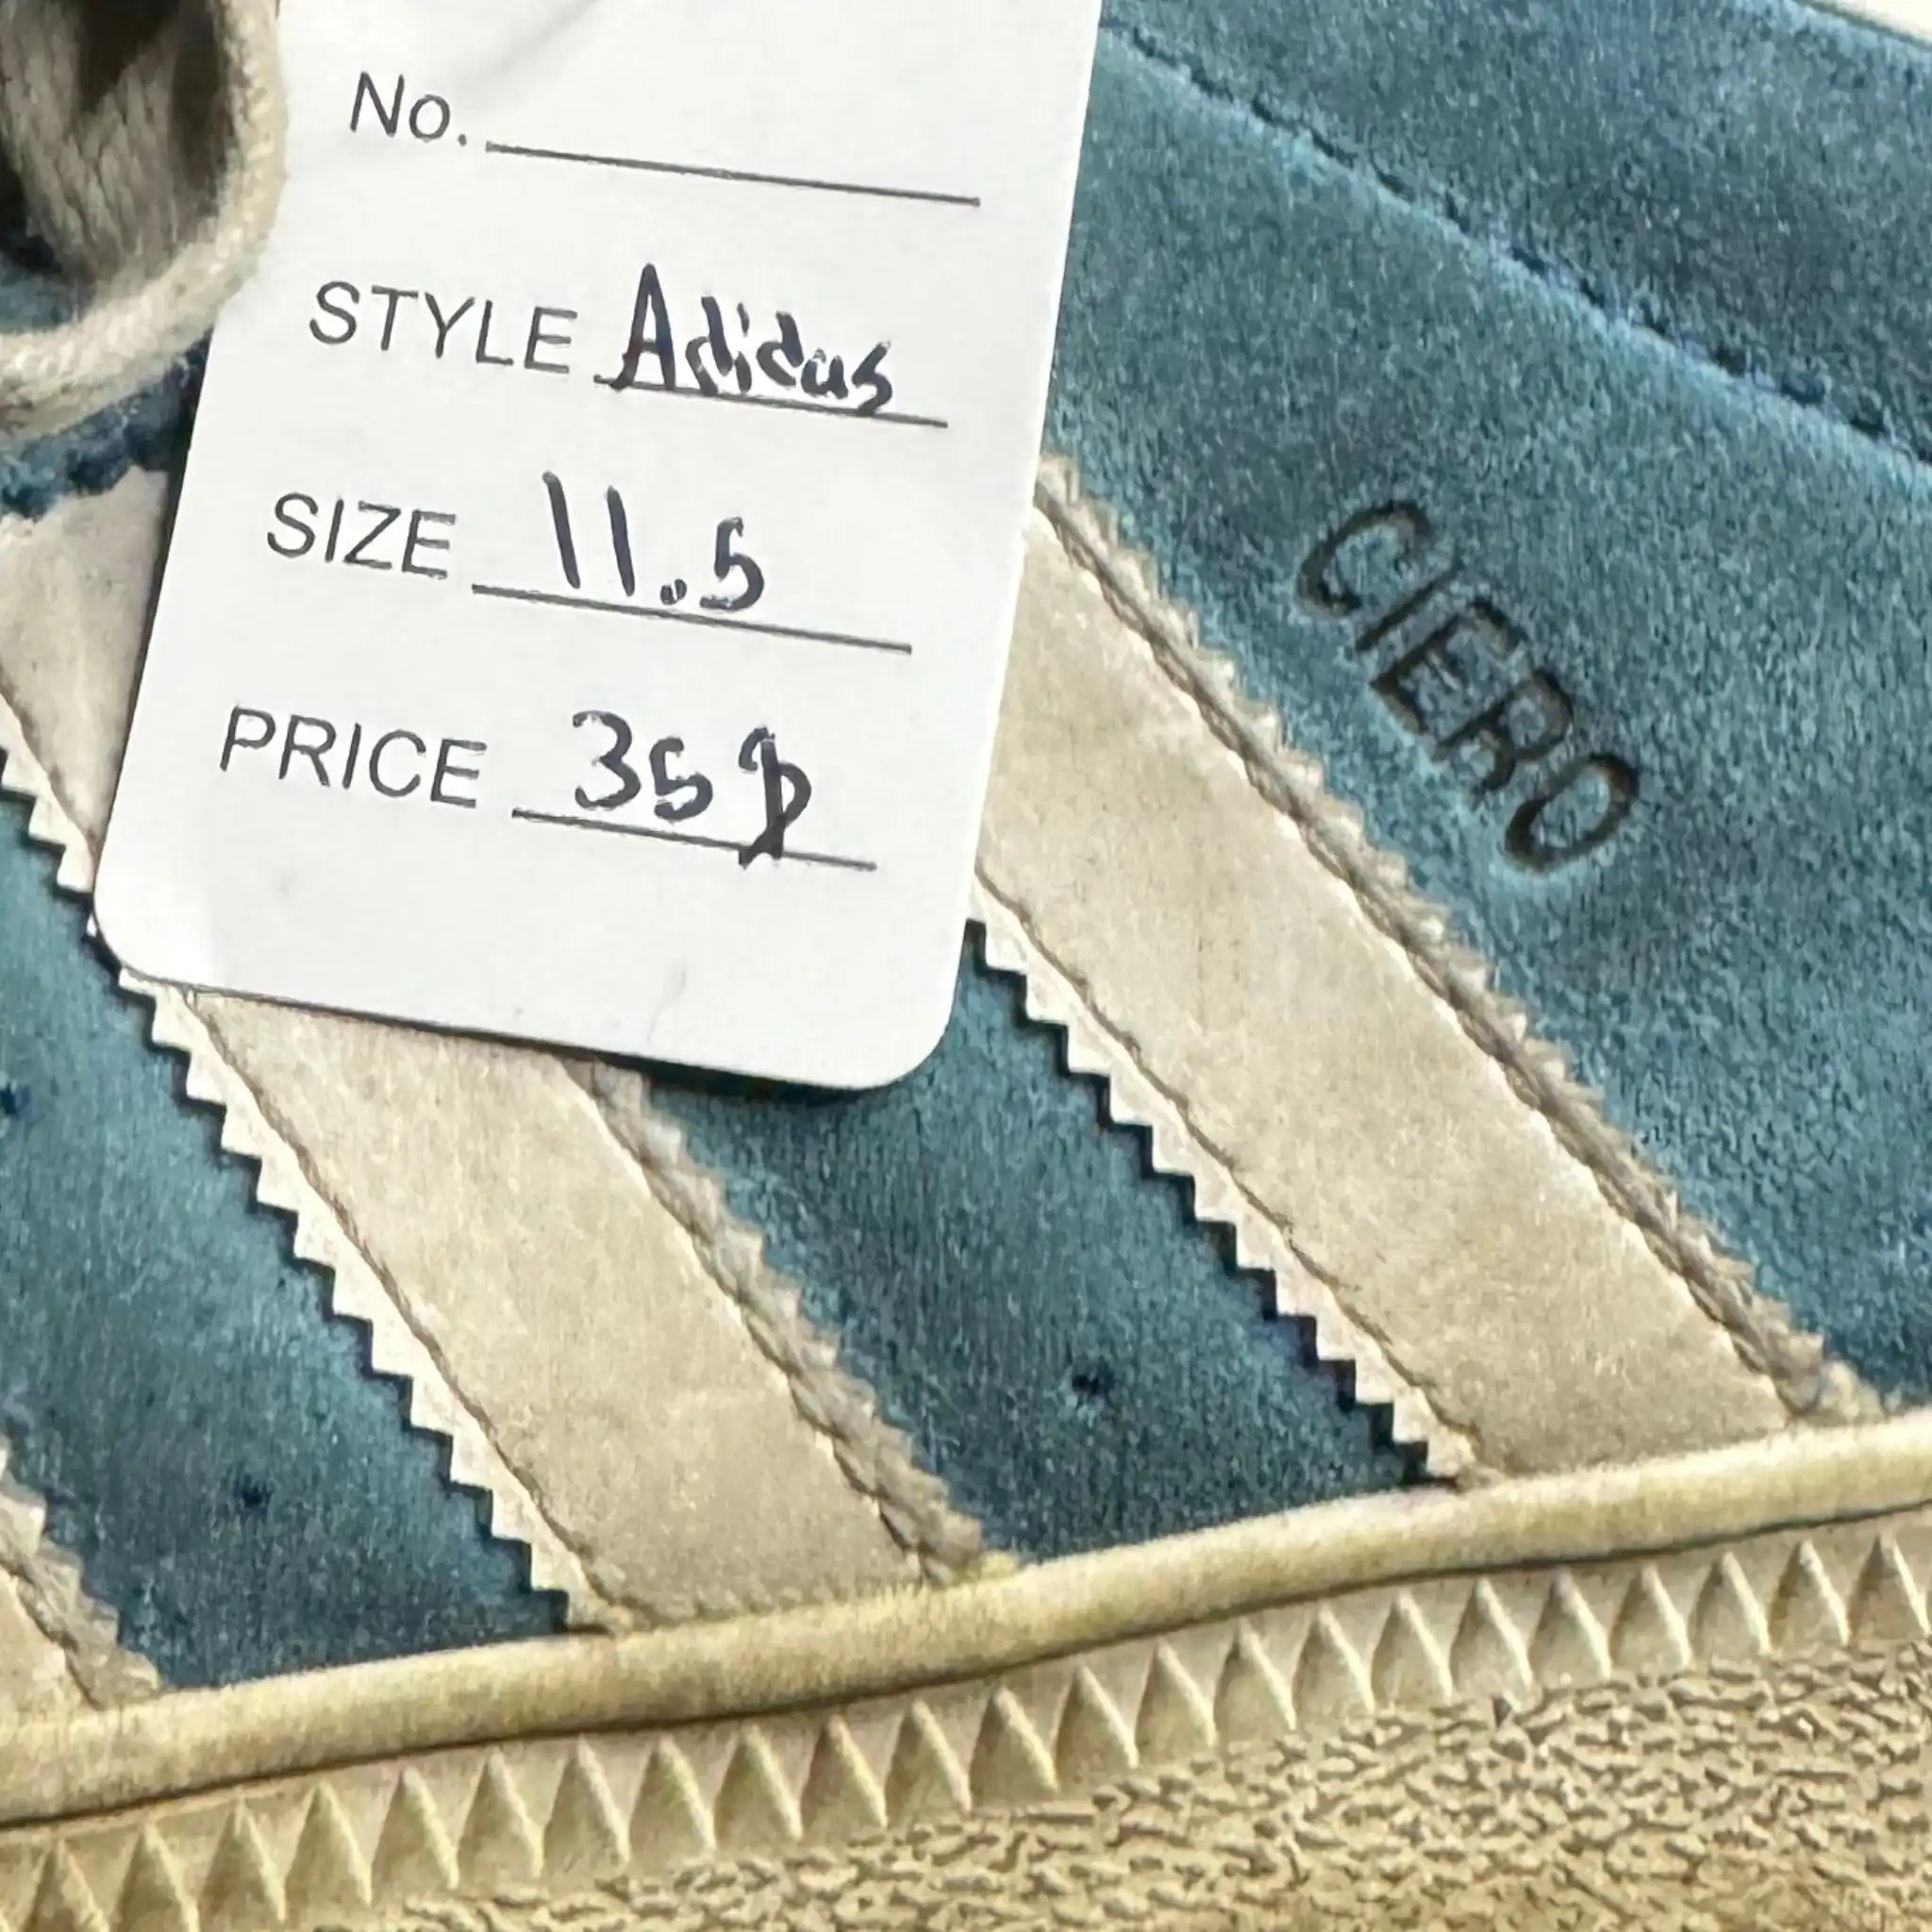 No.
STYLE Adidas
SIZE 11.5
PRICE 35$
CIERO